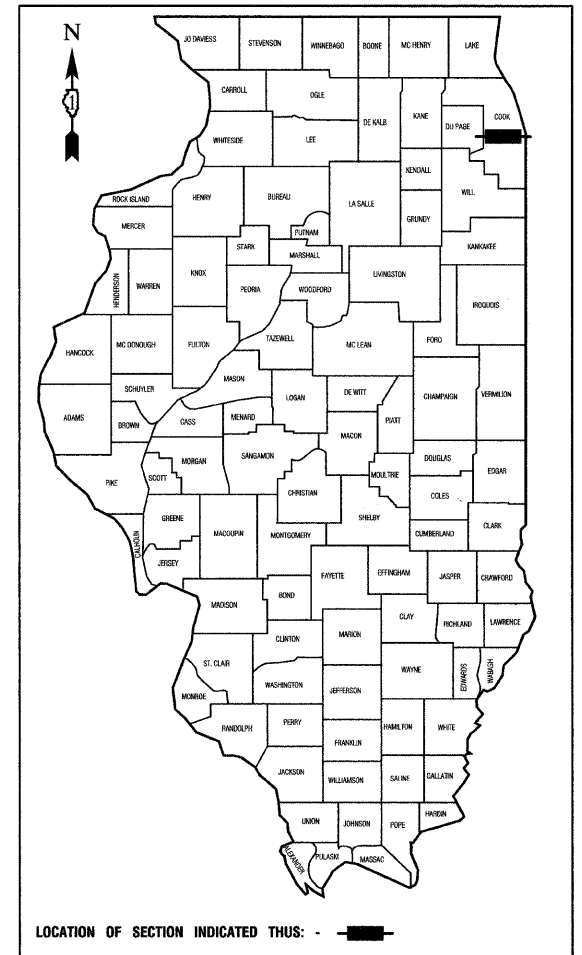 N
JO DAVIESS STEVENSON WINNEBAGO BOONE MC HENRY LAKE
CARROLL OGLE DE KALB KANE DU PAGE COOK
WHITESIDE LEE
KENDALL WILL
ROCK ISLAND HENRY BUREAU LA SALLE GRUNDY
MERCER PUTNAM
STARK MARSHALL KANKAKEE
HENDERSON WARREN KNOX PEORIA WOODFORD LIVINGSTON IROQUOIS
HANCOCK MC DONOUGH FULTON TAZEWELL MC LEAN FORD
MASON
SCHUYLER LOGAN DE WITT CHAMPAIGN VERMILION
ADAMS BROWN CASS MENARD MACON PIATT
PIKE SCOTT MORGAN SANGAMON CHRISTIAN MOULTRIE DOUGLAS EDGAR
COLES
CALHOUN GREENE MACOUPIN MONTGOMERY SHELBY CUMBERLAND CLARK
JERSEY
FAYETTE EFFINGHAM JASPER CRAWFORD
MADISON BOND
CLINTON MARION CLAY RICHLAND LAWRENCE
ST. CLAIR WASHINGTON JEFFERSON WAYNE EDWARDS WABASH
MONROE
RANDOLPH PERRY FRANKLIN HAMILTON WHITE
JACKSON WILLIAMSON SALINE GALLATIN
UNION JOHNSON POPE HARDIN
ALEXANDER PULASKI MASSAC
LOCATION OF SECTION INDICATED THUS: -